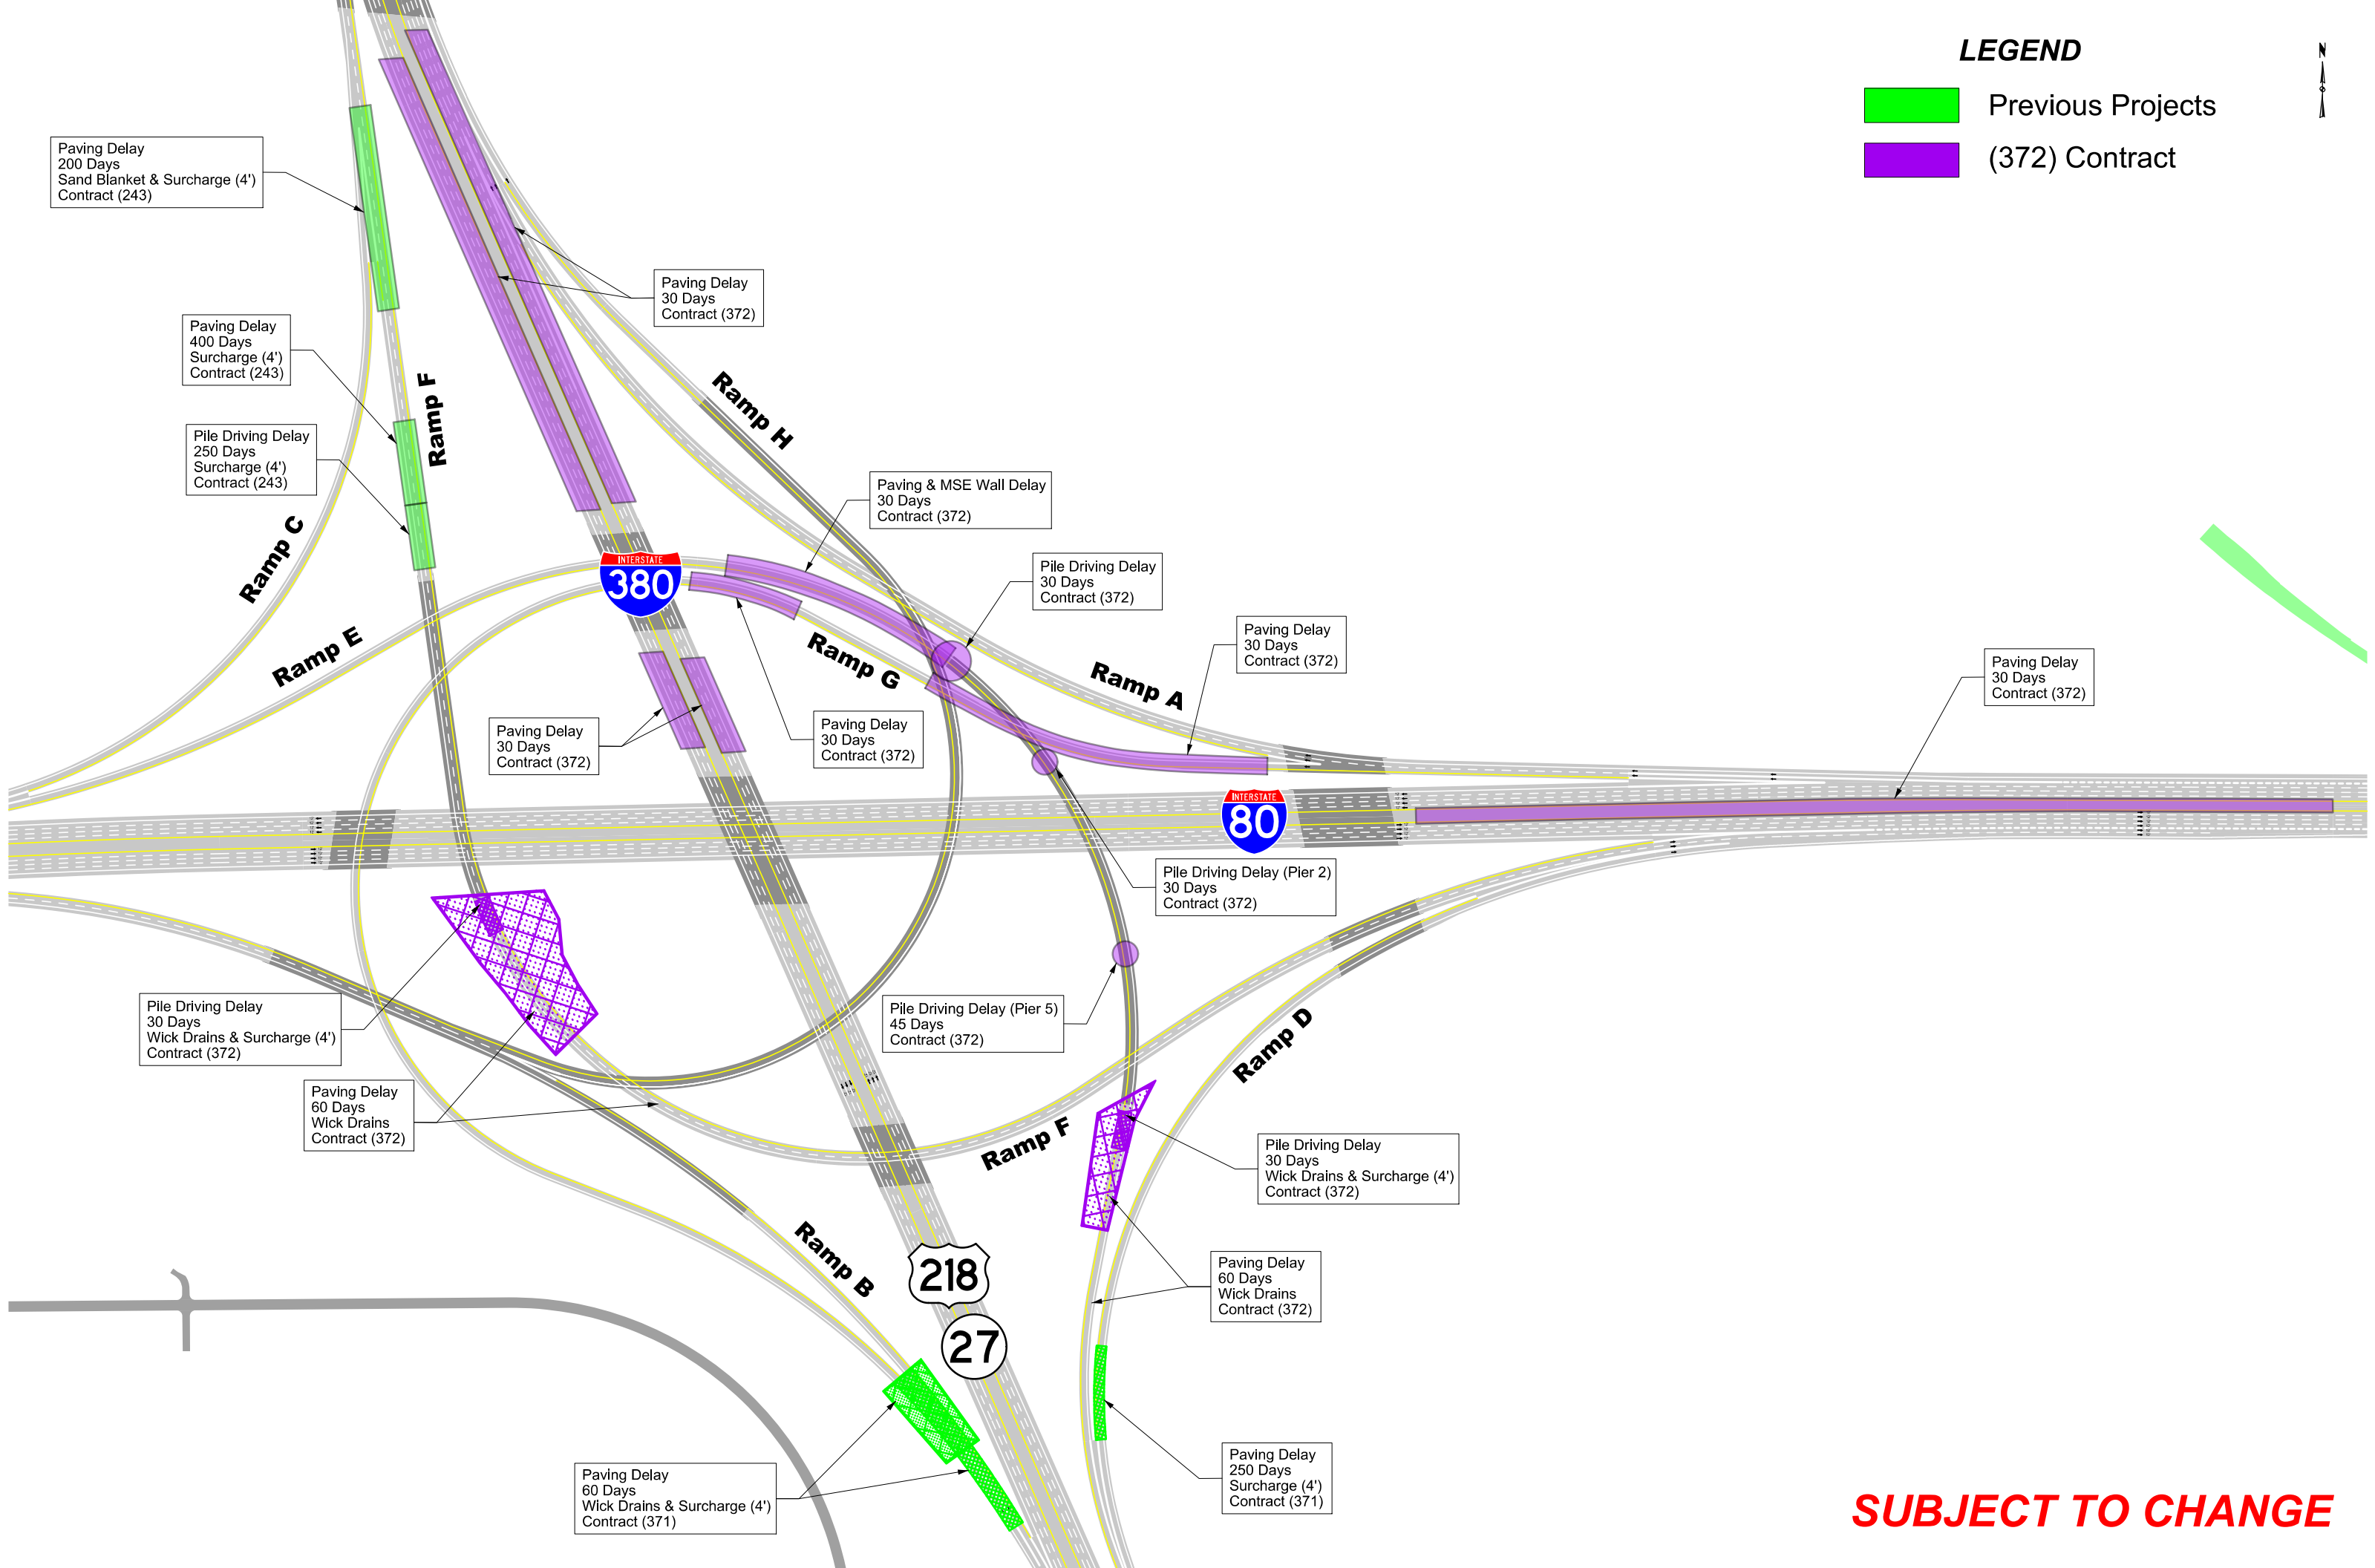 LEGEND
N
Previous Projects
(372) Contract
Paving Delay
200 Days
Sand Blanket & Surcharge (4')
Contract (243)
Paving Delay
30 Days
Contract (372)
Paving Delay
400 Days
Surcharge (4')
Contract (243)
Ramp F
Ramp H
Pile Driving Delay
250 Days
Surcharge (4')
Contract (243)
Paving & MSE Wall Delay
30 Days
Contract (372)
Ramp C
INTERSTATE
380
Pile Driving Delay
30 Days
Contract (372)
Ramp E
Ramp G
Ramp A
Paving Delay
30 Days
Contract (372)
Paving Delay
30 Days
Contract (372)
Paving Delay
30 Days
Contract (372)
Paving Delay
30 Days
Contract (372)
INTERSTATE
80
Pile Driving Delay (Pier 2)
30 Days
Contract (372)
Pile Driving Delay
30 Days
Wick Drains & Surcharge (4')
Contract (372)
Pile Driving Delay (Pier 5)
45 Days
Contract (372)
Ramp D
Paving Delay
60 Days
Wick Drains
Contract (372)
Ramp F
Pile Driving Delay
30 Days
Wick Drains & Surcharge (4')
Contract (372)
Ramp B
218
27
Paving Delay
60 Days
Wick Drains
Contract (372)
Paving Delay
60 Days
Wick Drains & Surcharge (4')
Contract (371)
Paving Delay
250 Days
Surcharge (4')
Contract (371)
SUBJECT TO CHANGE